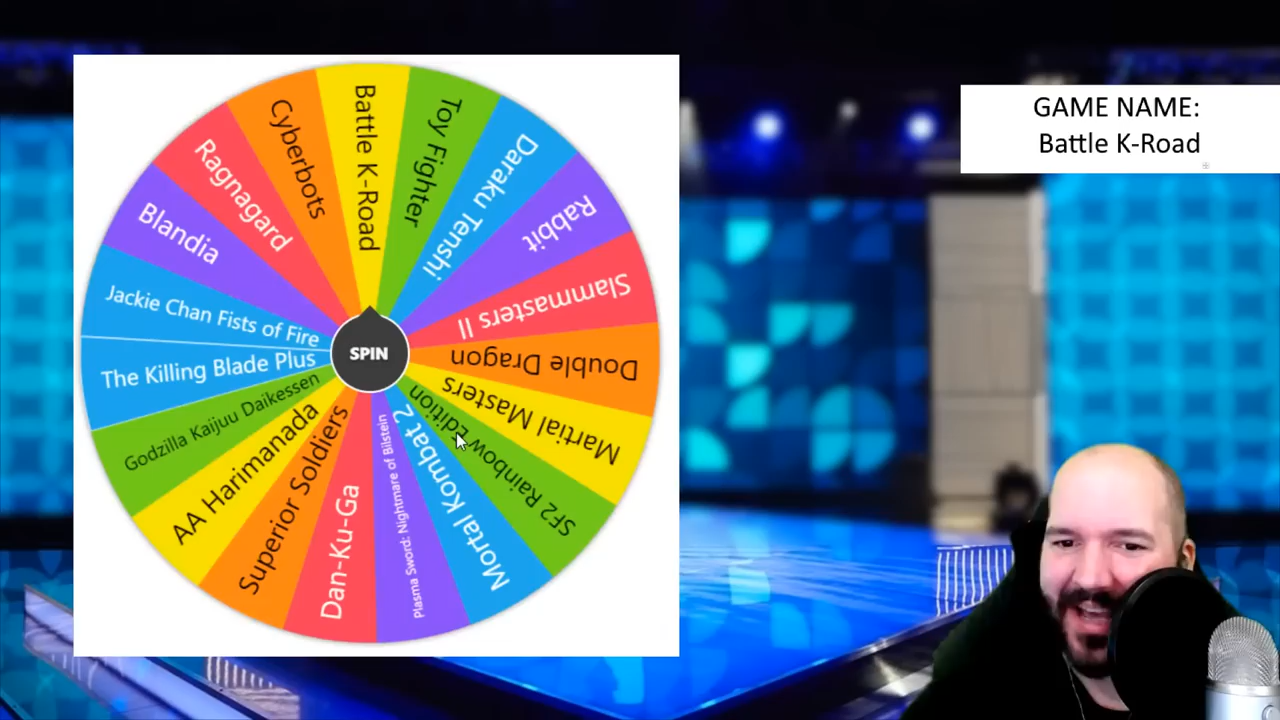 Battle K-Road
Toy Fighter
Daraku Tenshi
Rabbit
Slammasters II
Double Dragon
Martial Masters
SF2 Rainbow Edition
Mortal Kombat 2
Plasma Sword: Nightmare of Bilstein
Dan-Ku-Ga
Superior Soldiers
AA Harimanada
Godzilla Kaijuu Daikessen
The Killing Blade Plus
Jackie Chan Fists of Fire
Blandia
Ragnagard
Cyberbots
SPIN
GAME NAME:
Battle K-Road